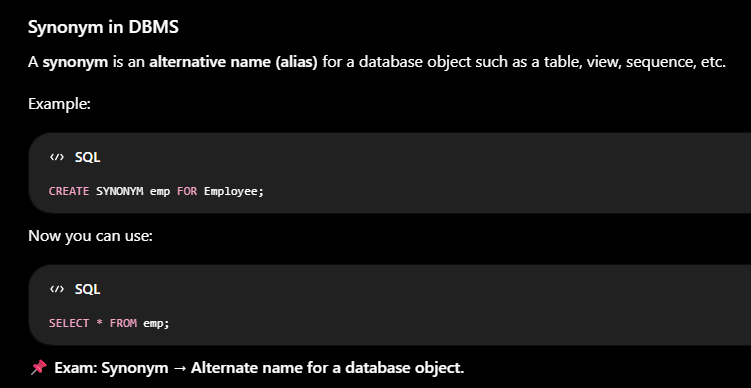 Synonym in DBMS
A synonym is an alternative name (alias) for a database object such as a table, view, sequence, etc.
Example:
</> SQL
CREATE SYNONYM emp FOR Employee;
Now you can use:
</> SQL
SELECT * FROM emp;
📌 Exam: Synonym → Alternate name for a database object.